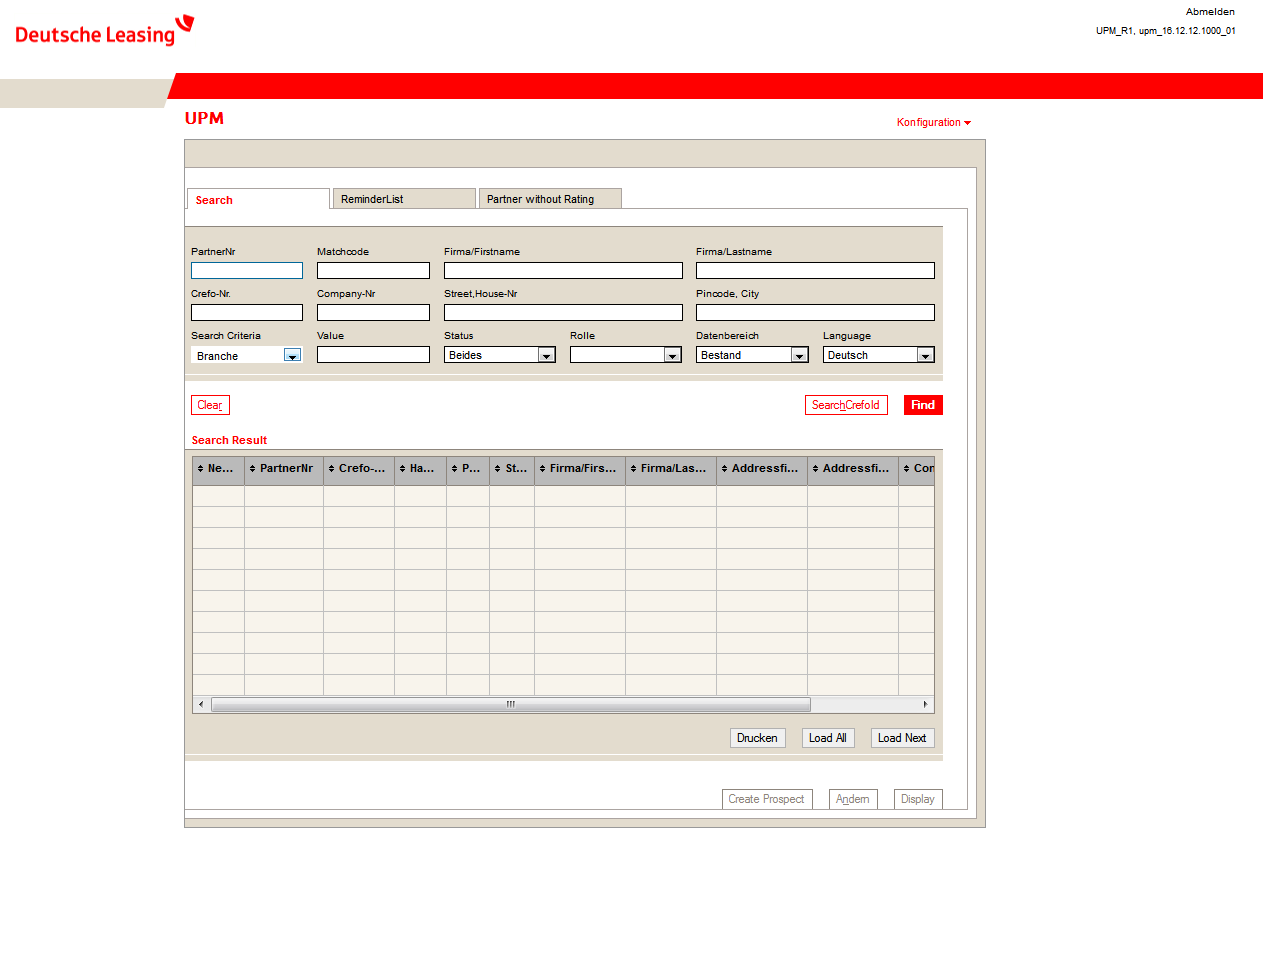 Deutsche Leasing
Abmelden
UPM_R1, upm_16.12.12.1000_01
UPM
Konfiguration
Search ReminderList Partner without Rating
PartnerNr Matchcode Firma/Firstname Firma/Lastname
Crefo-Nr. Company-Nr Street,House-Nr Pincode, City
Search Criteria Value Status Rolle Datenbereich Language
Branche Beides Bestand Deutsch
Clear SearchCrefoId Find
Search Result
Ne... PartnerNr Crefo-... Ha... P... St... Firma/Firs... Firma/Las... Addressfi... Addressfi... Con
Drucken Load All Load Next
Create Prospect Andern Display